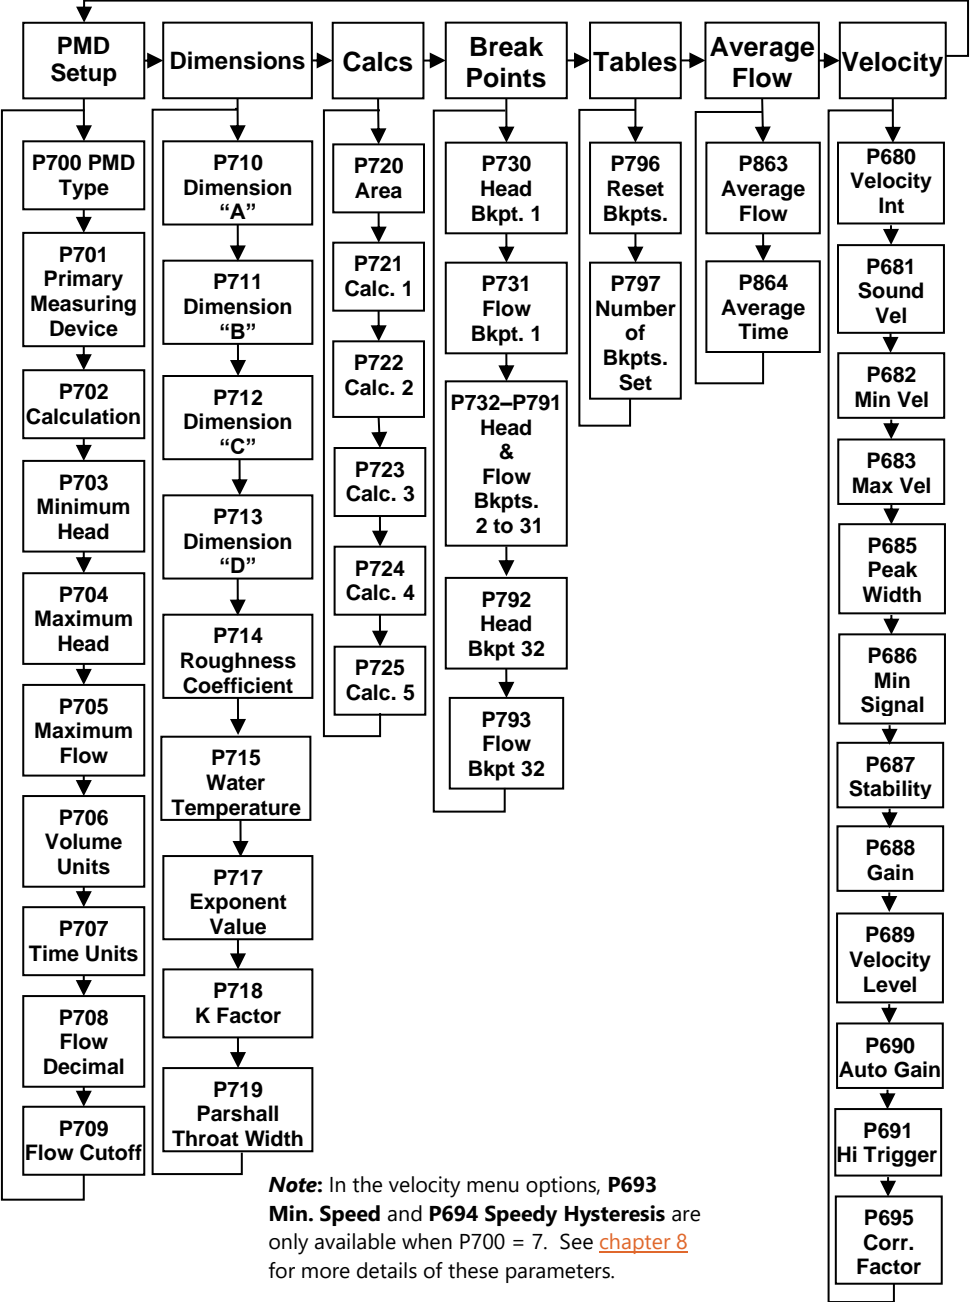 PMD
Setup
Dimensions
Calcs
Break
Points
Tables
Average
Flow
Velocity
P700 PMD
Type
P701
Primary
Measuring
Device
P702
Calculation
P703
Minimum
Head
P704
Maximum
Head
P705
Maximum
Flow
P706
Volume
Units
P707
Time Units
P708
Flow
Decimal
P709
Flow Cutoff
P710
Dimension
“A”
P711
Dimension
“B”
P712
Dimension
“C”
P713
Dimension
“D”
P714
Roughness
Coefficient
P715
Water
Temperature
P717
Exponent
Value
P718
K Factor
P719
Parshall
Throat Width
P720
Area
P721
Calc. 1
P722
Calc. 2
P723
Calc. 3
P724
Calc. 4
P725
Calc. 5
P730
Head
Bkpt. 1
P731
Flow
Bkpt. 1
P732–P791
Head
&
Flow
Bkpts.
2 to 31
P792
Head
Bkpt 32
P793
Flow
Bkpt 32
P796
Reset
Bkpts.
P797
Number
of
Bkpts.
Set
P863
Average
Flow
P864
Average
Time
P680
Velocity
Int
P681
Sound
Vel
P682
Min Vel
P683
Max Vel
P685
Peak
Width
P686
Min
Signal
P687
Stability
P688
Gain
P689
Velocity
Level
P690
Auto Gain
P691
Hi Trigger
P695
Corr.
Factor
Note: In the velocity menu options, P693
Min. Speed and P694 Speedy Hysteresis are
only available when P700 = 7. See chapter 8
for more details of these parameters.